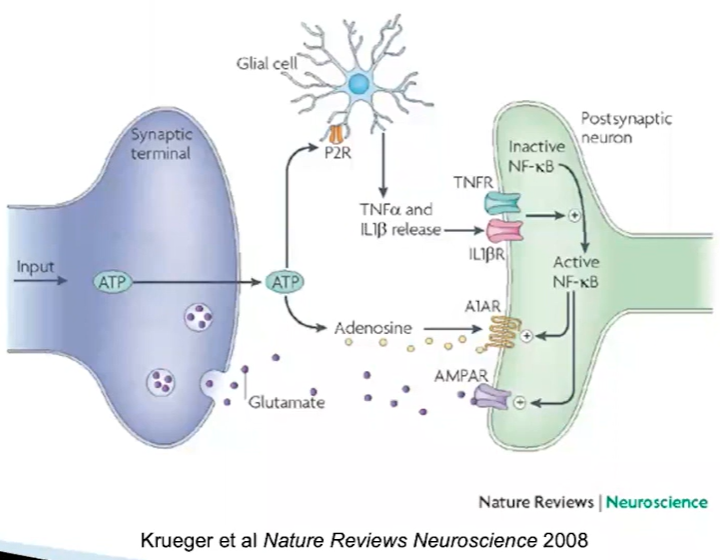 Glial cell
Synaptic
terminal
P2R
Postsynaptic
neuron
Inactive
NF-κB
TNFR
TNFα and
IL1β release
IL1βR
Input
ATP
ATP
Active
NF-κB
A1AR
Adenosine
AMPAR
Glutamate
+
+
+
Nature Reviews | Neuroscience
Krueger et al Nature Reviews Neuroscience 2008